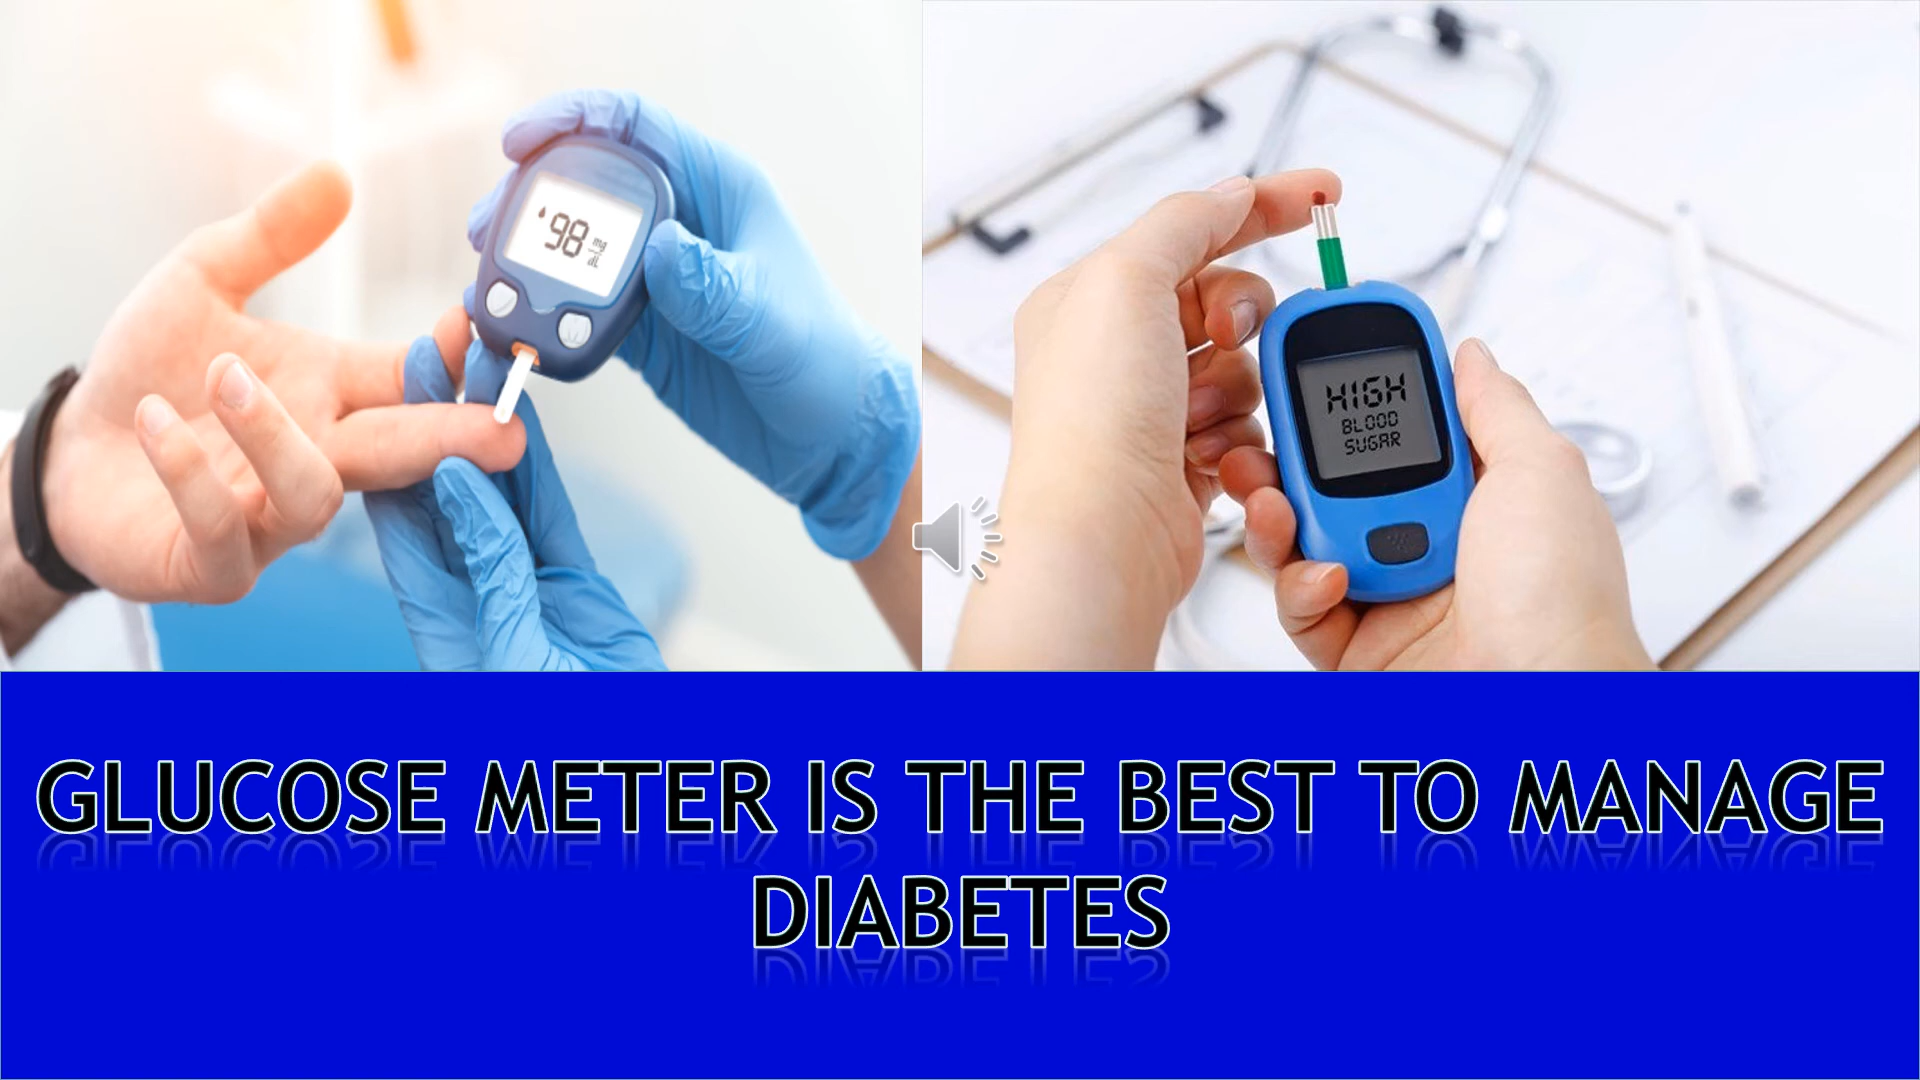 98 mg/dL
HIGH
BLOOD
SUGAR
GLUCOSE METER IS THE BEST TO MANAGE
DIABETES